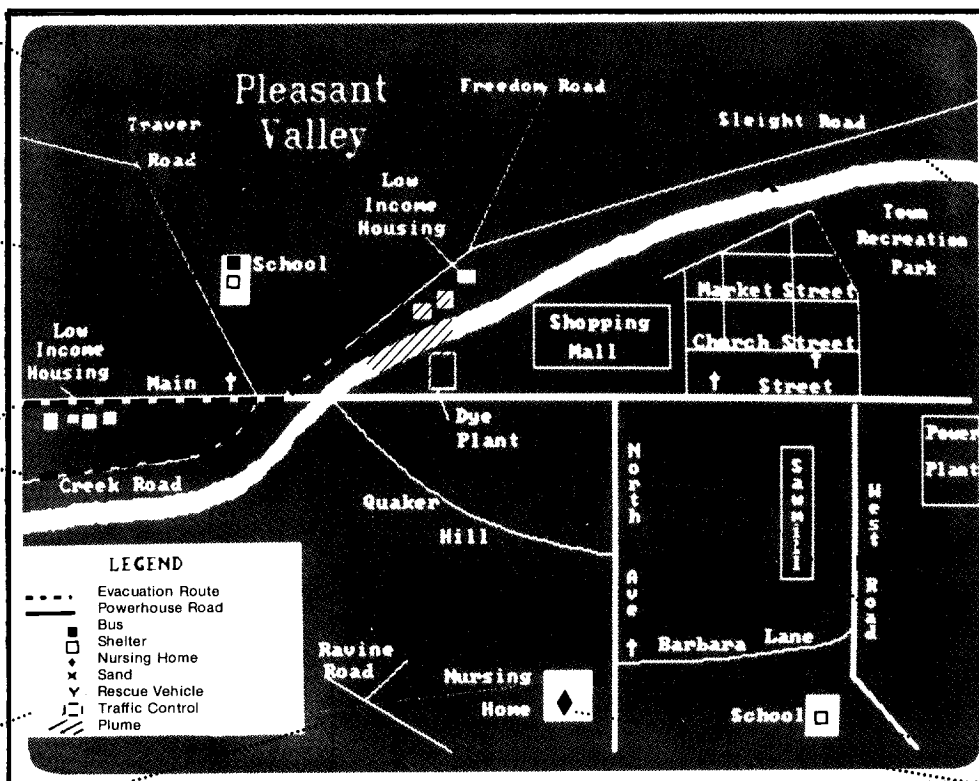 Pleasant
Valley
Freedom Road
Sleight Road
Traver
Road
Low
Income
Housing
Town
Recreation
Park
School
Market Street
Shopping
Mall
Church Street
Low
Income
Housing
Main
Street
Dye
Plant
Power
Plant
North Ave
Sawmill
West Road
Creek Road
Quaker
Hill
LEGEND
Evacuation Route
Powerhouse Road
Bus
Shelter
Nursing Home
Sand
Rescue Vehicle
Traffic Control
Plume
Ravine
Road
Barbara Lane
Nursing
Home
School